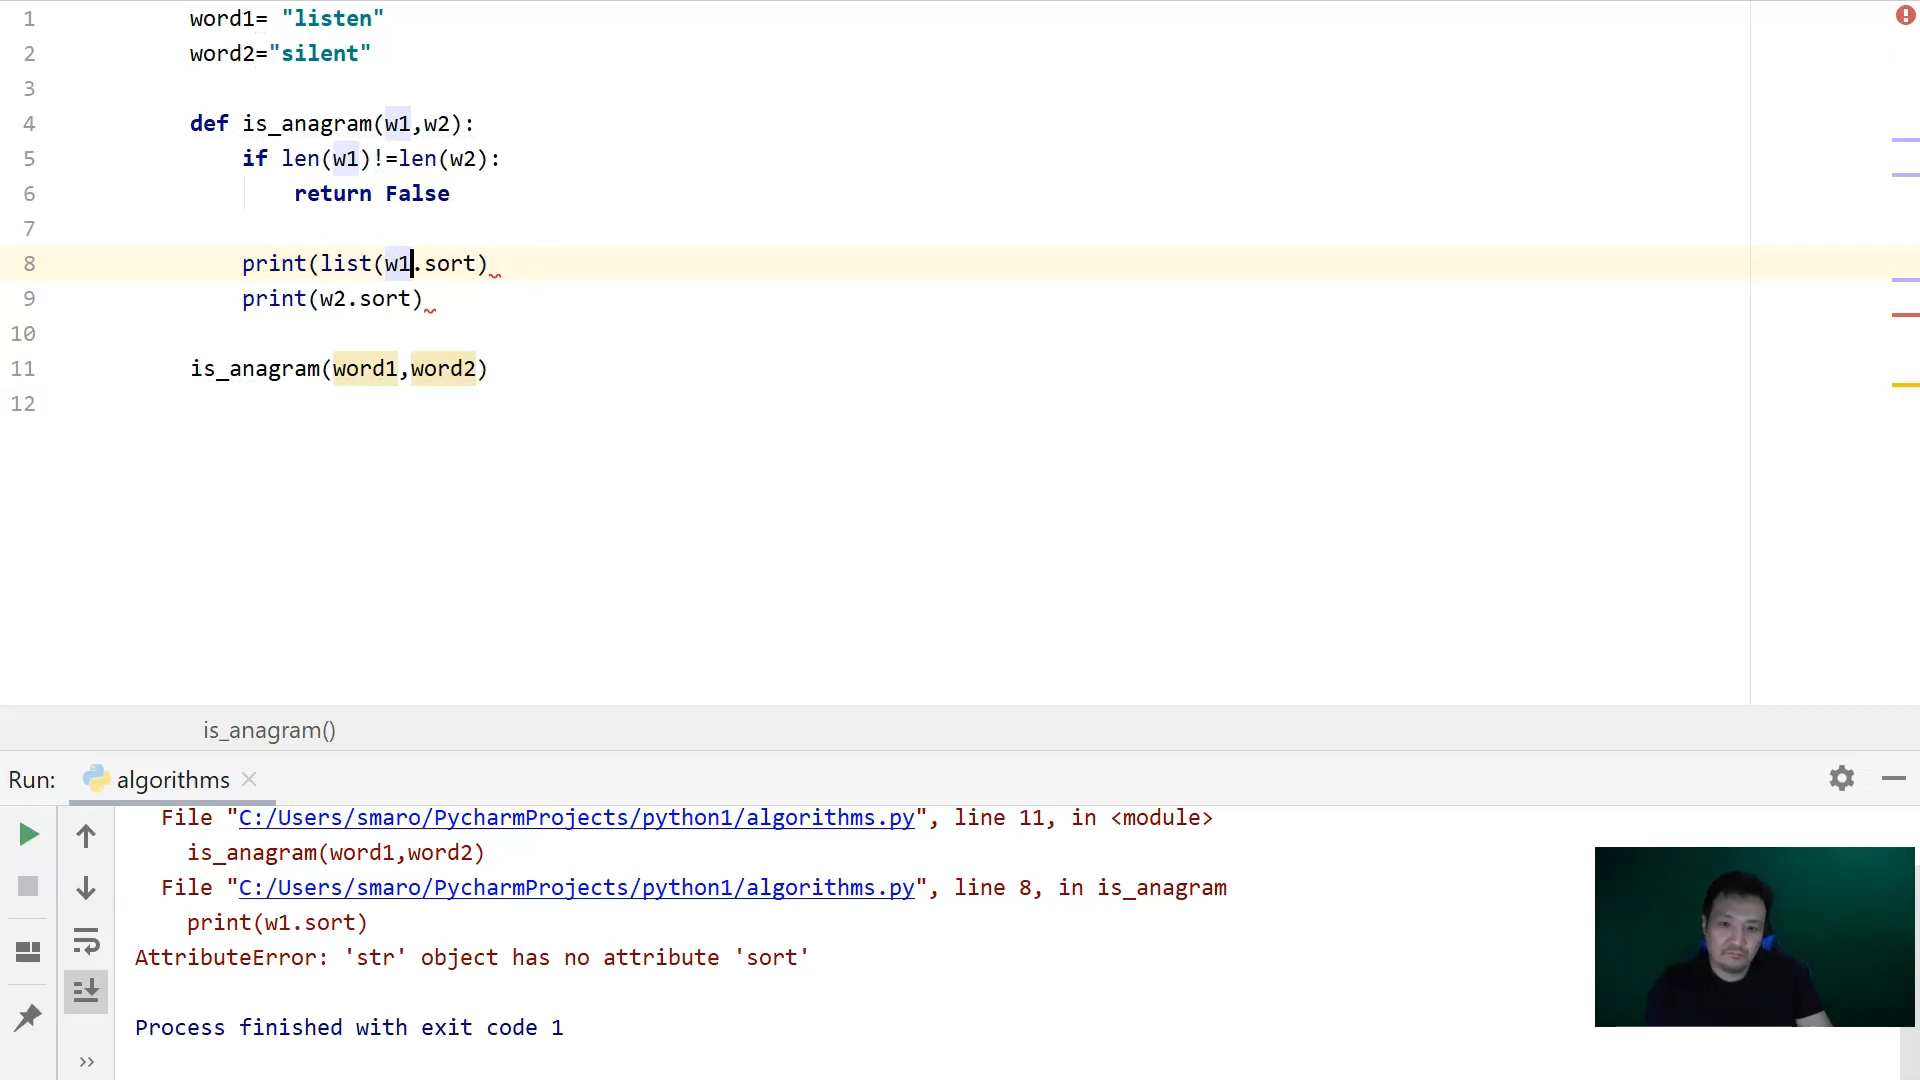 1 word1= "listen"
2 word2="silent"
3
4 def is_anagram(w1,w2):
5 if len(w1)!=len(w2):
6 return False
7
8 print(list(w1.sort)
9 print(w2.sort)
10
11 is_anagram(word1,word2)
12
is_anagram()
Run: algorithms
File "C:/Users/smaro/PycharmProjects/python1/algorithms.py", line 11, in <module>
is_anagram(word1,word2)
File "C:/Users/smaro/PycharmProjects/python1/algorithms.py", line 8, in is_anagram
print(w1.sort)
AttributeError: 'str' object has no attribute 'sort'
Process finished with exit code 1